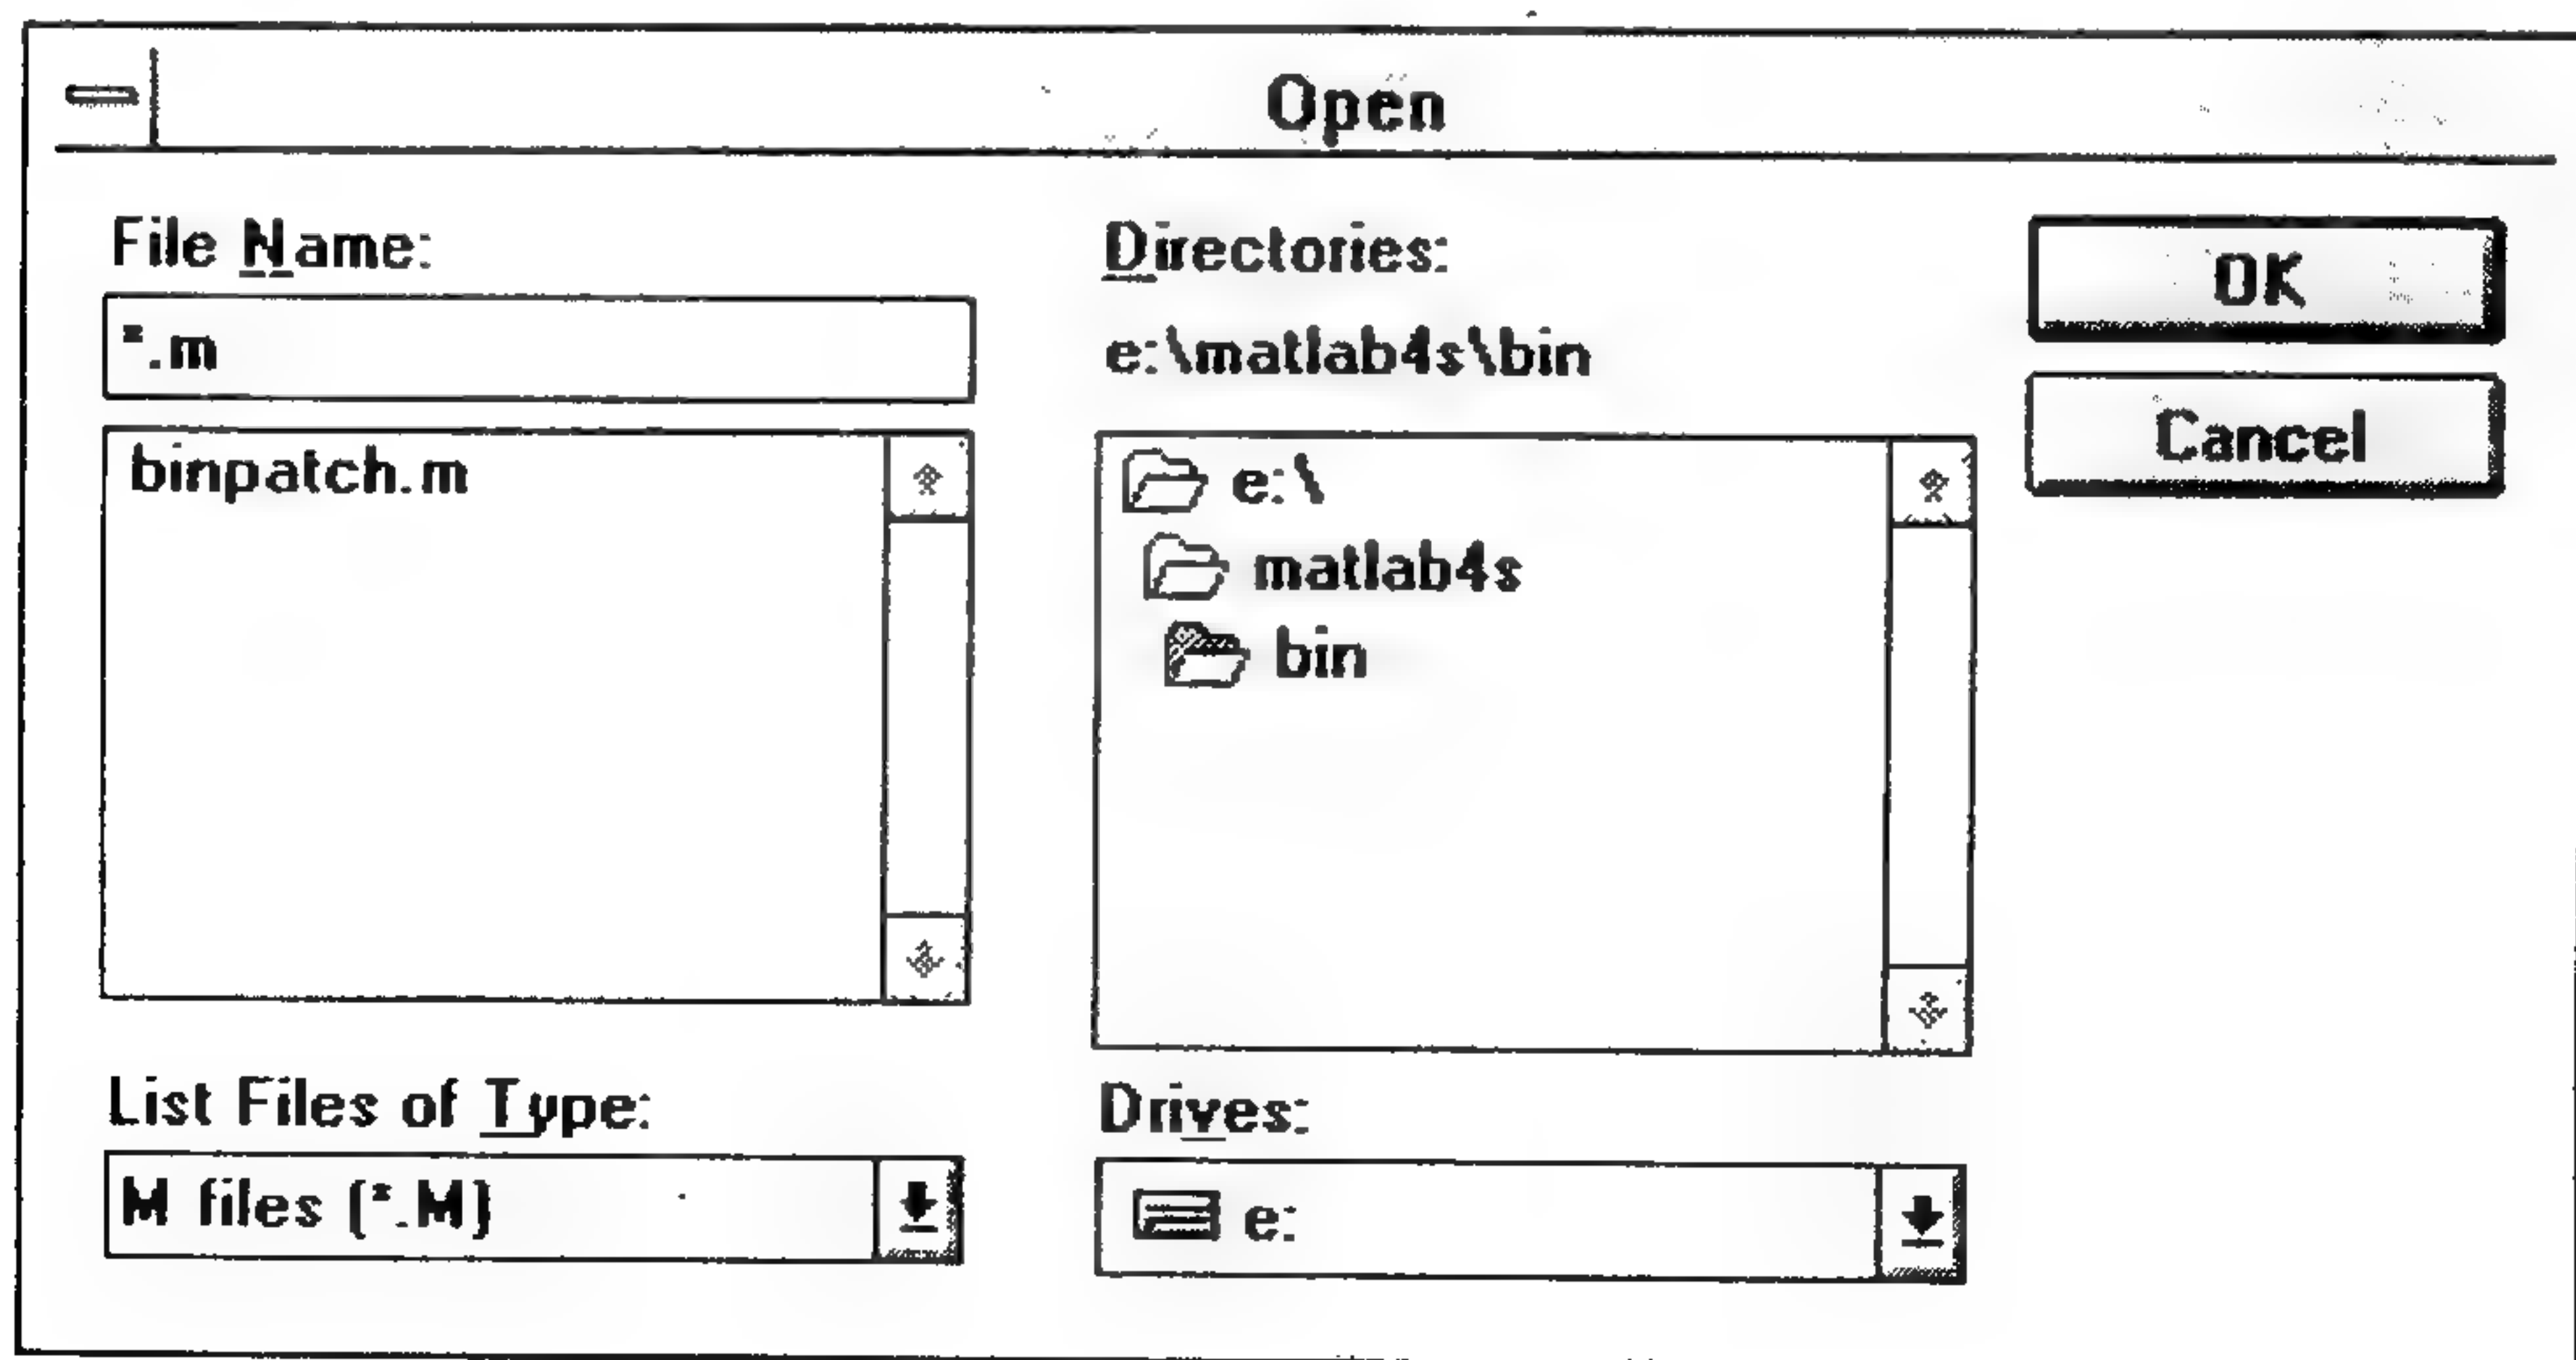 Open
File Name:
*.m
binpatch.m
List Files of Type:
M files (*.M)
Directories:
e:\matlab4s\bin
e:\
matlab4s
bin
Drives:
e:
OK
Cancel